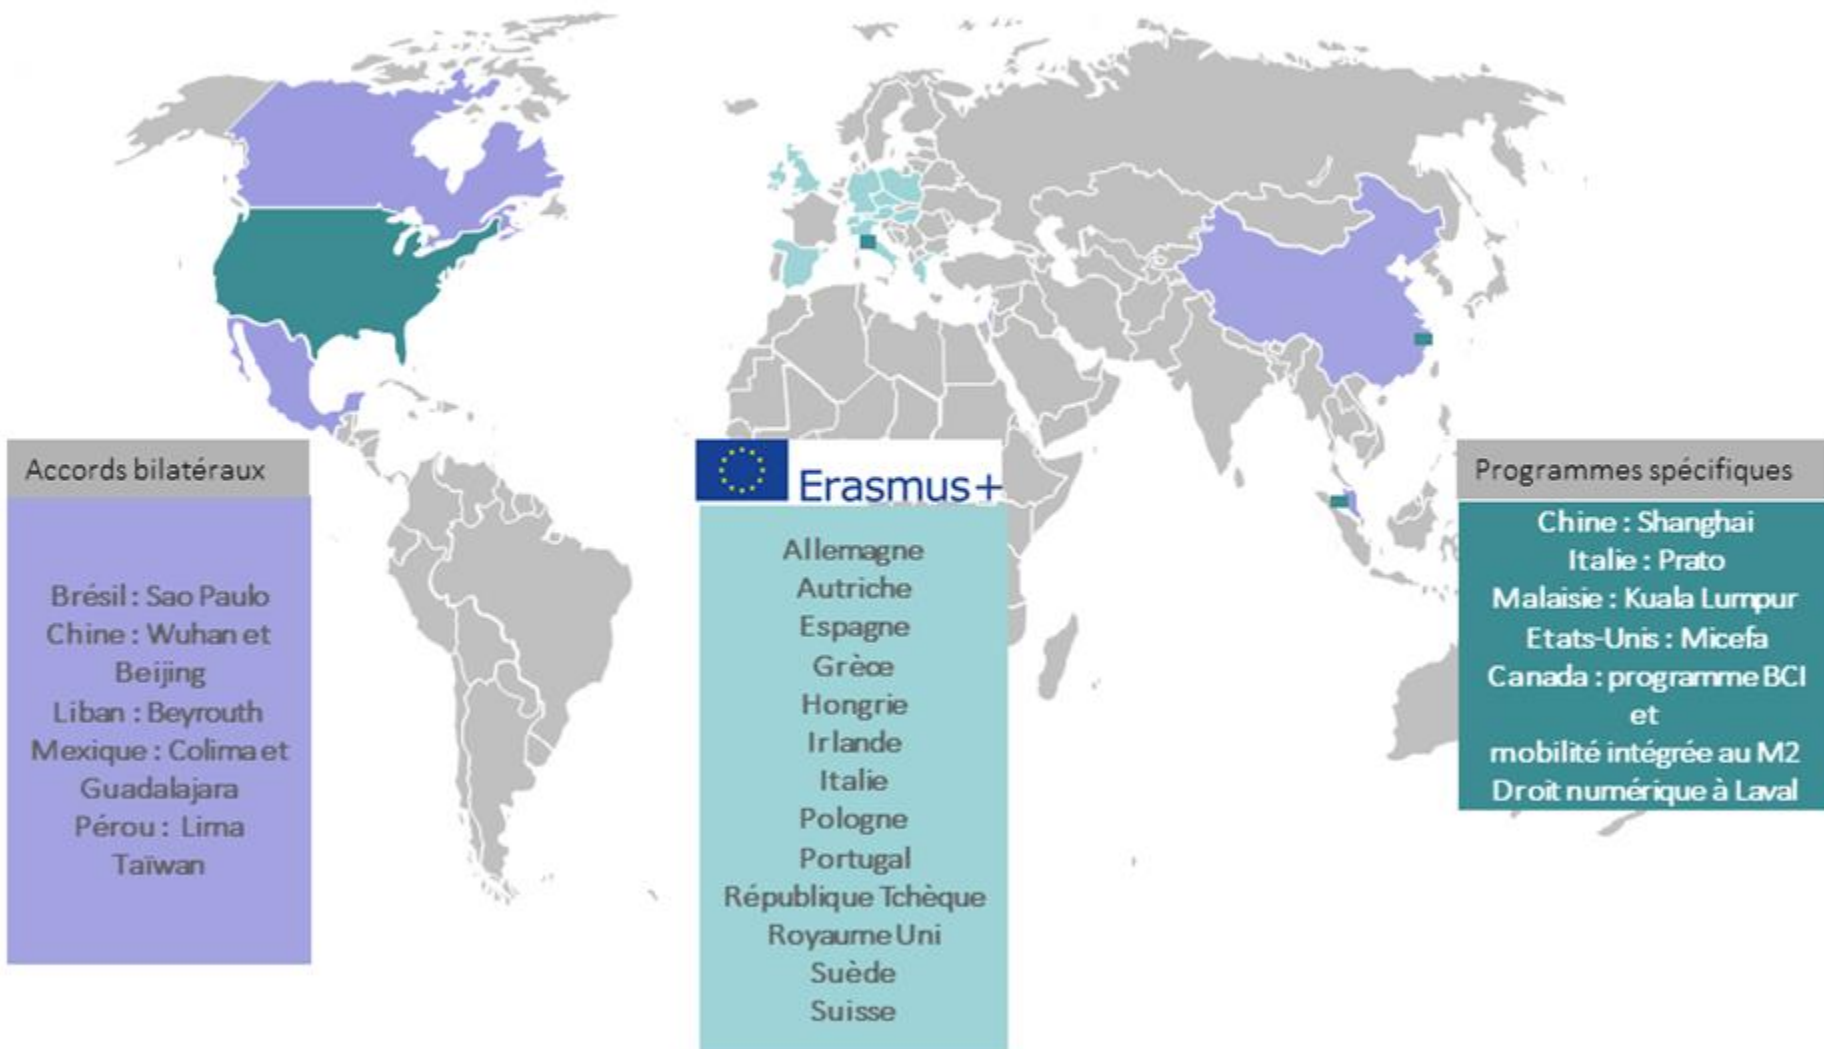 Accords bilatéraux
Brésil : Sao Paulo
Chine : Wuhan et
Beijing
Liban : Beyrouth
Mexique : Colima et
Guadalajara
Pérou : Lima
Taïwan
Erasmus+
Allemagne
Autriche
Espagne
Grèce
Hongrie
Irlande
Italie
Pologne
Portugal
République Tchèque
Royaume Uni
Suède
Suisse
Programmes spécifiques
Chine : Shanghai
Italie : Prato
Malaisie : Kuala Lumpur
Etats-Unis : Micefa
Canada : programme BCI
et
mobilité intégrée au M2
Droit numérique à Laval